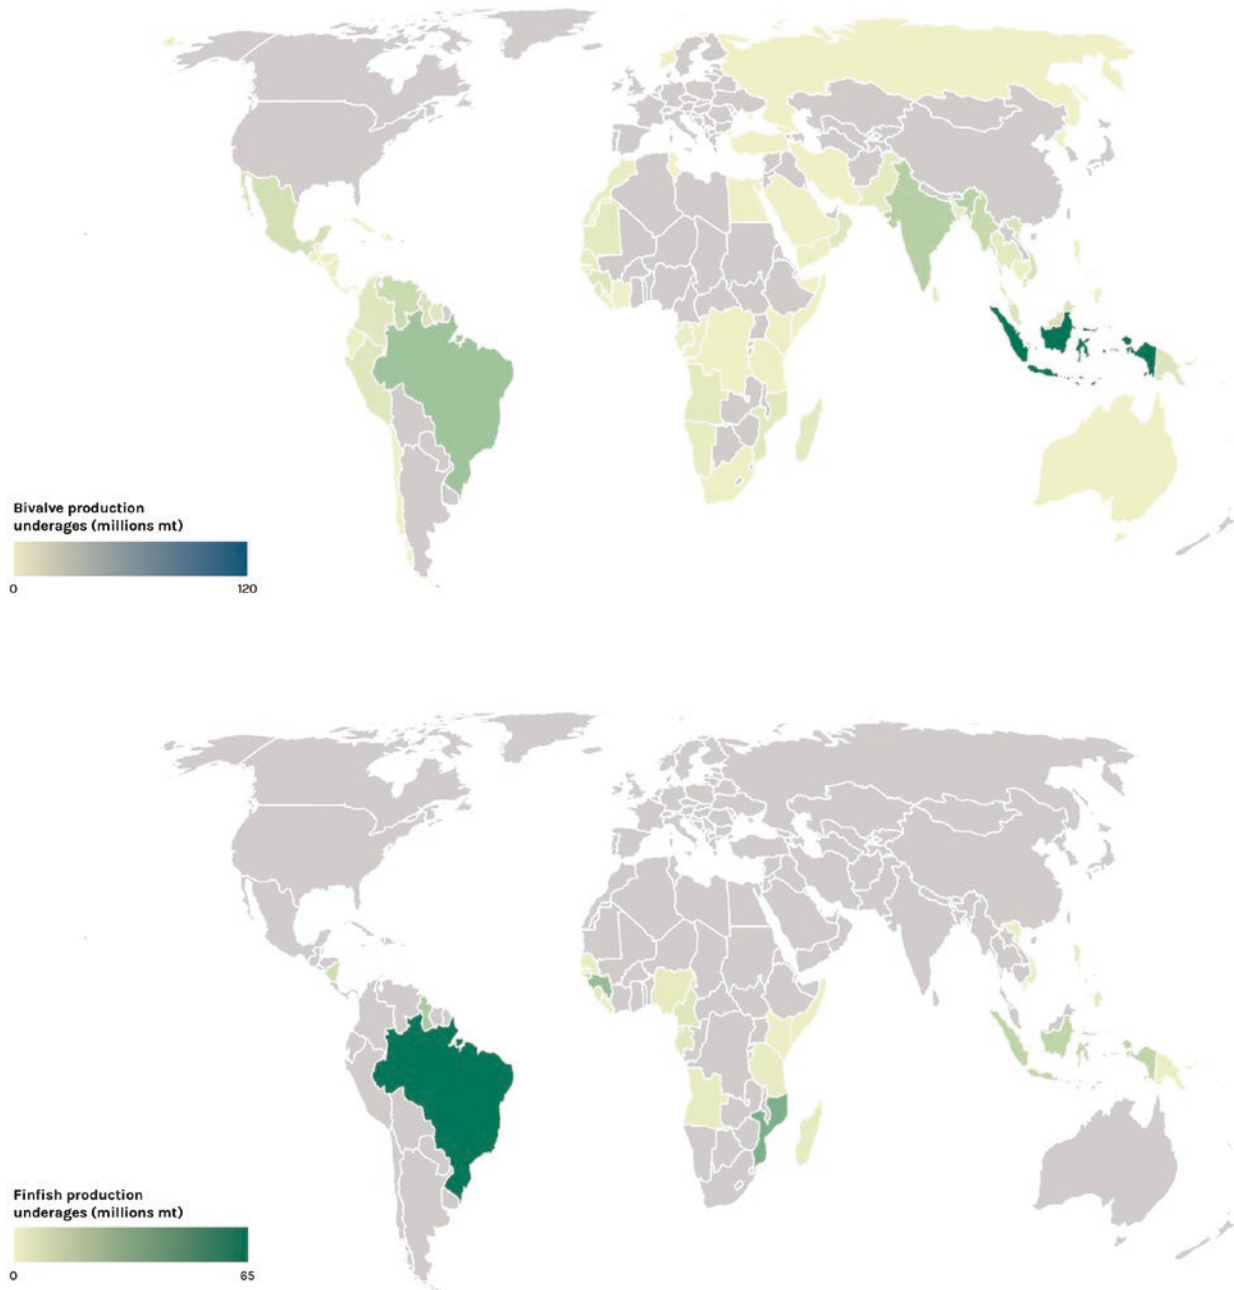 Bivalve production
underages (millions mt)
0 120
Finfish production
underages (millions mt)
0 65